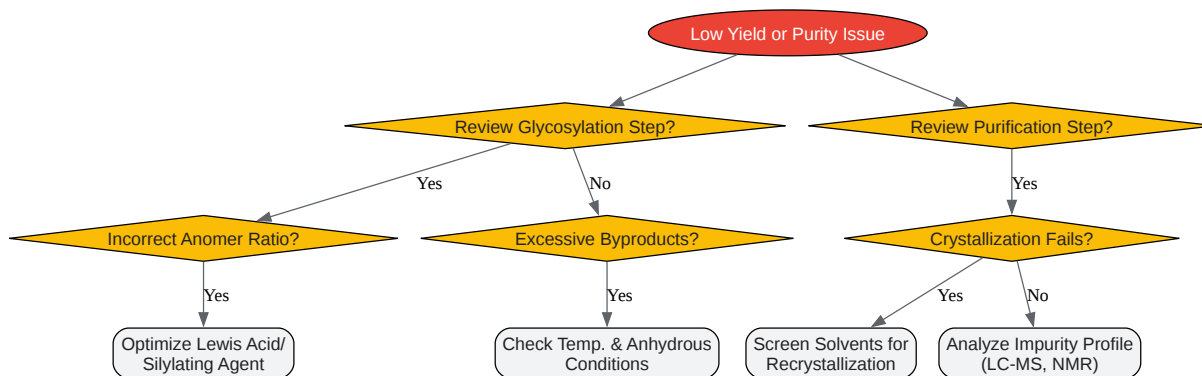 Low Yield or Purity Issue
Review Glycosylation Step?
Review Purification Step?
Yes
No
Yes
Incorrect Anomer Ratio?
Excessive Byproducts?
Crystallization Fails?
Yes
Yes
Yes
No
Optimize Lewis Acid/
Silylating Agent
Check Temp. & Anhydrous
Conditions
Screen Solvents for
Recrystallization
Analyze Impurity Profile
(LC-MS, NMR)